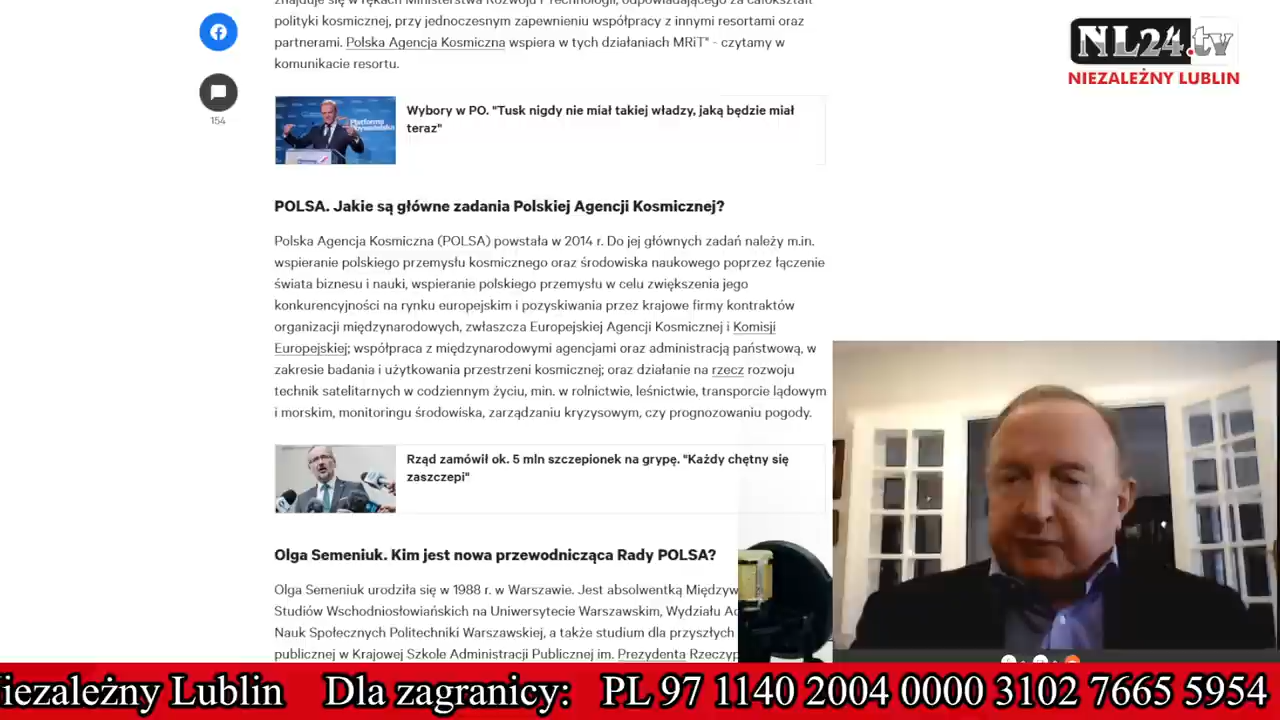 polityki kosmicznej, przy jednoczesnym zapewnieniu współpracy z innymi resortami oraz
partnerami. Polska Agencja Kosmiczna wspiera w tych działaniach MRiT" - czytamy w
komunikacie resortu.
154
Wybory w PO. "Tusk nigdy nie miał takiej władzy, jaką będzie miał
teraz"
Platforma
Obywatelska
POLSA. Jakie są główne zadania Polskiej Agencji Kosmicznej?
Polska Agencja Kosmiczna (POLSA) powstała w 2014 r. Do jej głównych zadań należy m.in.
wspieranie polskiego przemysłu kosmicznego oraz środowiska naukowego poprzez łączenie
świata biznesu i nauki, wspieranie polskiego przemysłu w celu zwiększenia jego
konkurencyjności na rynku europejskim i pozyskiwania przez krajowe firmy kontraktów
organizacji międzynarodowych, zwłaszcza Europejskiej Agencji Kosmicznej i Komisji
Europejskiej; współpraca z międzynarodowymi agencjami oraz administracją państwową, w
zakresie badania i użytkowania przestrzeni kosmicznej; oraz działanie na rzecz rozwoju
technik satelitarnych w codziennym życiu, min. w rolnictwie, leśnictwie, transporcie lądowym
i morskim, monitoringu środowiska, zarządzaniu kryzysowym, czy prognozowaniu pogody.
Rząd zamówił ok. 5 mln szczepionek na grypę. "Każdy chętny się
zaszczepi"
Olga Semeniuk. Kim jest nowa przewodnicząca Rady POLSA?
Olga Semeniuk urodziła się w 1988 r. w Warszawie. Jest absolwentką Międzyw
Studiów Wschodniosłowiańskich na Uniwersytecie Warszawskim, Wydziału Ad
Nauk Społecznych Politechniki Warszawskiej, a także studium dla przyszłych
publicznej w Krajowej Szkole Administracji Publicznej im. Prezydenta Rzeczyp
NL24.tv
NIEZALEŻNY LUBLIN
iezależny Lublin Dla zagranicy: PL 97 1140 2004 0000 3102 7665 5954